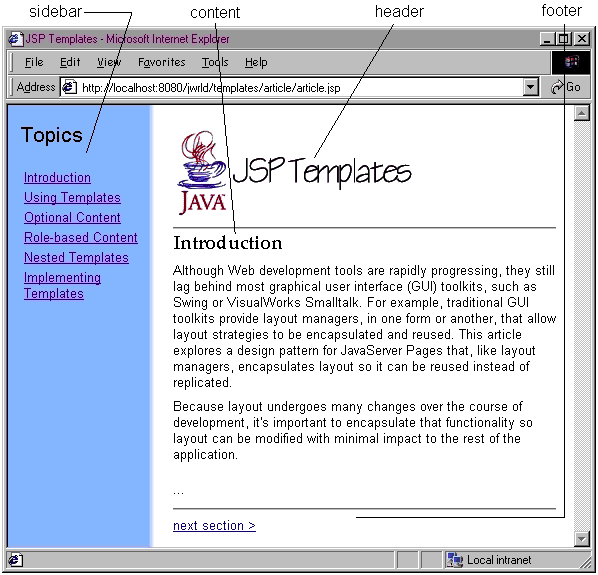 sidebar content header footer
JSP Templates - Microsoft Internet Explorer
File Edit View Favorites Tools Help
Address http://localhost:8080/jwrld/templates/article/article.jsp Go
Topics
Introduction
Using Templates
Optional Content
Role-based Content
Nested Templates
Implementing
Templates
JAVA
JSP Templates
Introduction
Although Web development tools are rapidly progressing, they still
lag behind most graphical user interface (GUI) toolkits, such as
Swing or VisualWorks Smalltalk. For example, traditional GUI
toolkits provide layout managers, in one form or another, that allow
layout strategies to be encapsulated and reused. This article
explores a design pattern for JavaServer Pages that, like layout
managers, encapsulates layout so it can be reused instead of
replicated.
Because layout undergoes many changes over the course of
development, it's important to encapsulate that functionality so
layout can be modified with minimal impact to the rest of the
application.
...
next section >
Local intranet